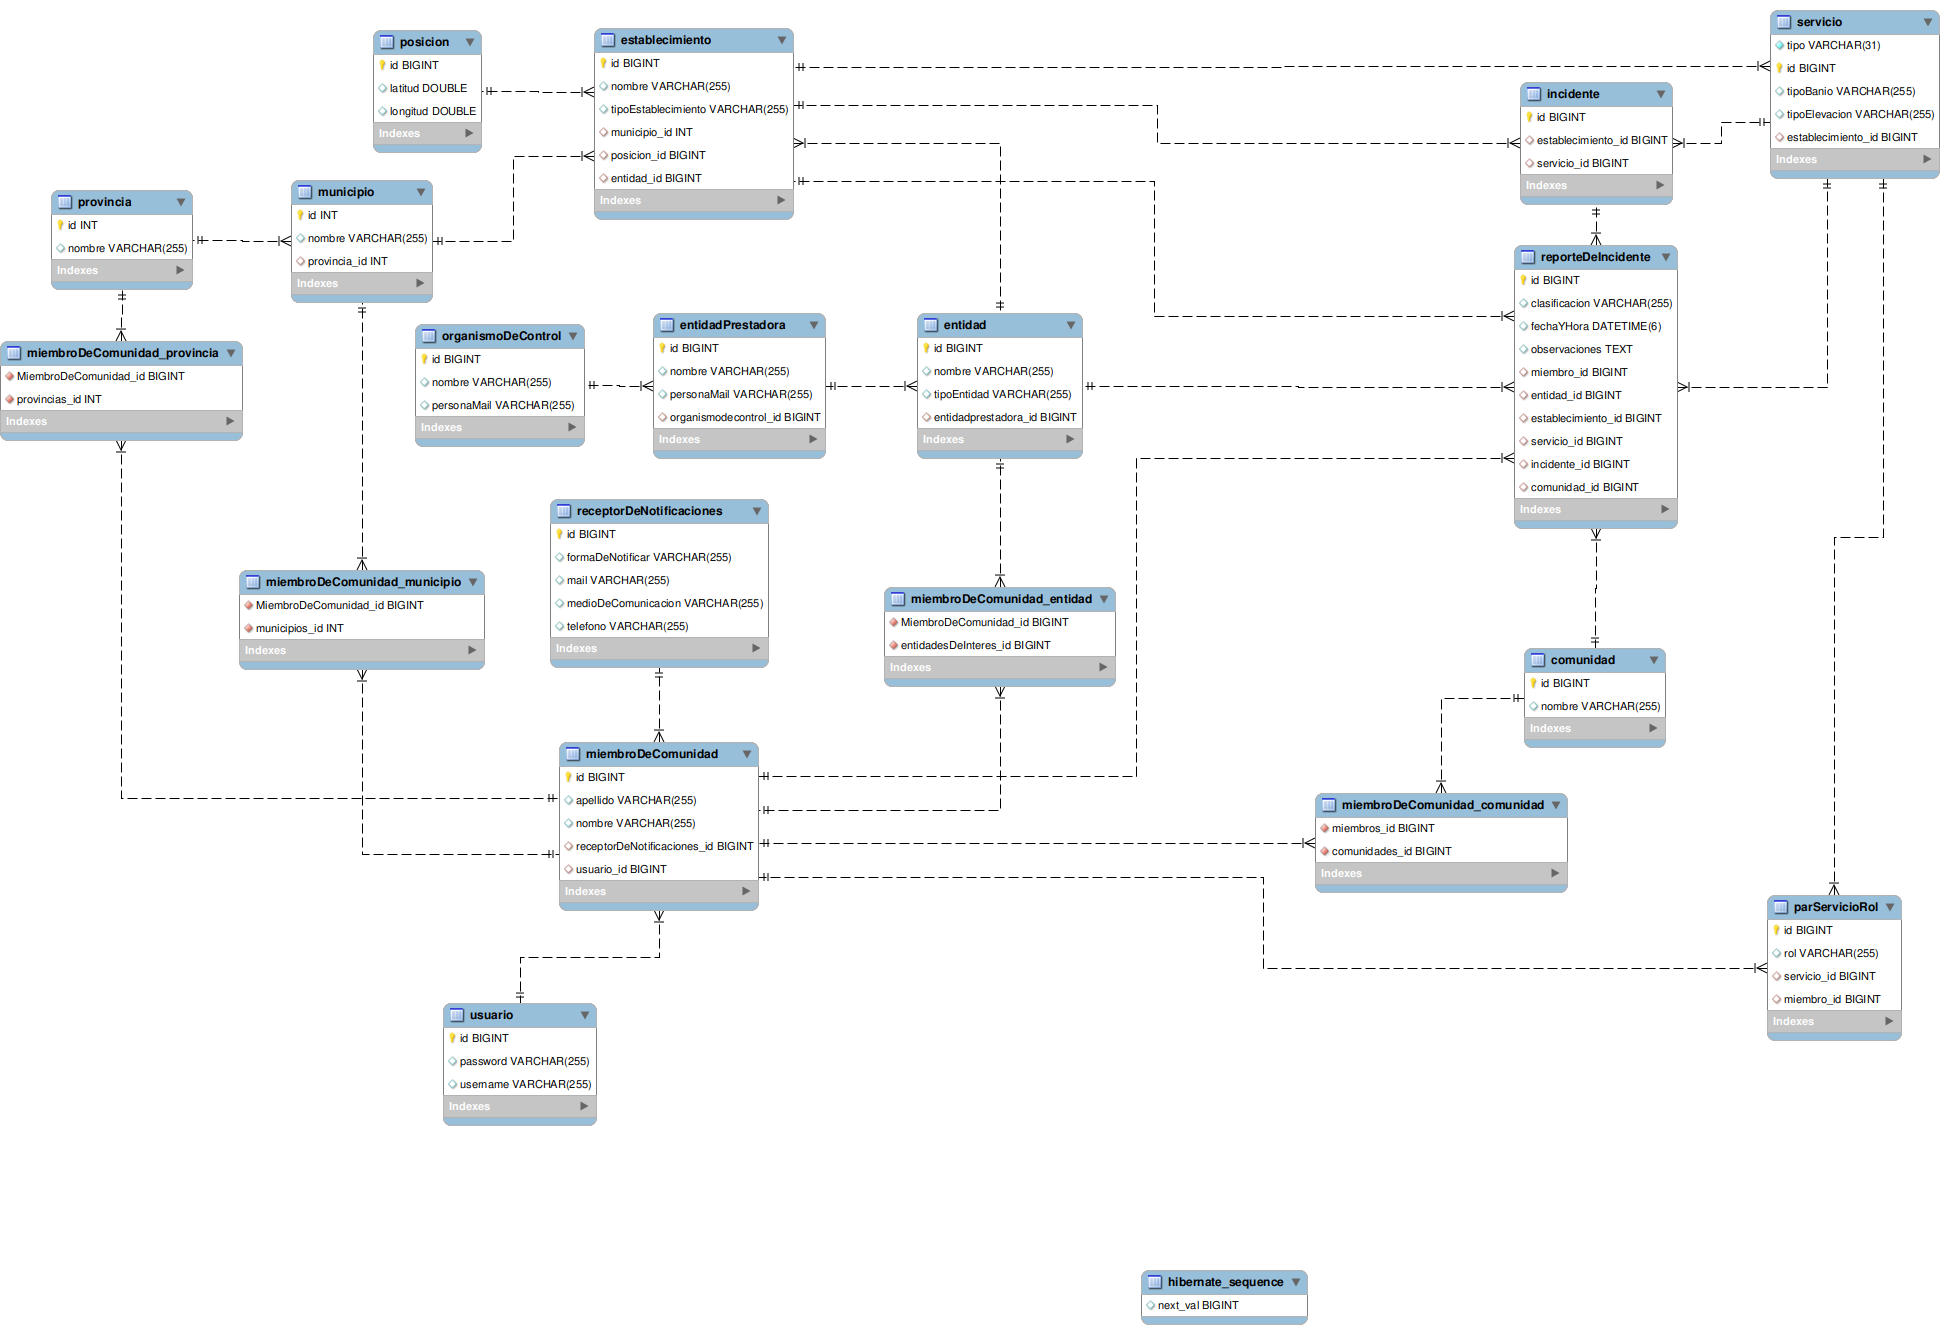 posicion
id BIGINT
latitud DOUBLE
longitud DOUBLE
Indexes
establecimiento
id BIGINT
nombre VARCHAR(255)
tipoEstablecimiento VARCHAR(255)
municipio_id INT
posicion_id BIGINT
entidad_id BIGINT
Indexes
servicio
tipo VARCHAR(31)
id BIGINT
tipoBanio VARCHAR(255)
tipoElevacion VARCHAR(255)
establecimiento_id BIGINT
Indexes
incidente
id BIGINT
establecimiento_id BIGINT
servicio_id BIGINT
Indexes
provincia
id INT
nombre VARCHAR(255)
Indexes
municipio
id INT
nombre VARCHAR(255)
provincia_id INT
Indexes
reporteDeIncidente
id BIGINT
clasificacion VARCHAR(255)
fechaYHora DATETIME(6)
observaciones TEXT
miembro_id BIGINT
entidad_id BIGINT
establecimiento_id BIGINT
servicio_id BIGINT
incidente_id BIGINT
comunidad_id BIGINT
Indexes
miembroDeComunidad_provincia
MiembroDeComunidad_id BIGINT
provincias_id INT
Indexes
organismoDeControl
id BIGINT
nombre VARCHAR(255)
personaMail VARCHAR(255)
Indexes
entidadPrestadora
id BIGINT
nombre VARCHAR(255)
personaMail VARCHAR(255)
organismodecontrol_id BIGINT
Indexes
entidad
id BIGINT
nombre VARCHAR(255)
tipoEntidad VARCHAR(255)
entidadprestadora_id BIGINT
Indexes
receptorDeNotificaciones
id BIGINT
formaDeNotificar VARCHAR(255)
mail VARCHAR(255)
medioDeComunicacion VARCHAR(255)
telefono VARCHAR(255)
Indexes
miembroDeComunidad_municipio
MiembroDeComunidad_id BIGINT
municipios_id INT
Indexes
miembroDeComunidad_entidad
MiembroDeComunidad_id BIGINT
entidadesDeInteres_id BIGINT
Indexes
comunidad
id BIGINT
nombre VARCHAR(255)
Indexes
miembroDeComunidad
id BIGINT
apellido VARCHAR(255)
nombre VARCHAR(255)
receptorDeNotificaciones_id BIGINT
usuario_id BIGINT
Indexes
miembroDeComunidad_comunidad
miembros_id BIGINT
comunidades_id BIGINT
Indexes
parServicioRol
id BIGINT
rol VARCHAR(255)
servicio_id BIGINT
miembro_id BIGINT
Indexes
usuario
id BIGINT
password VARCHAR(255)
username VARCHAR(255)
Indexes
hibernate_sequence
next_val BIGINT